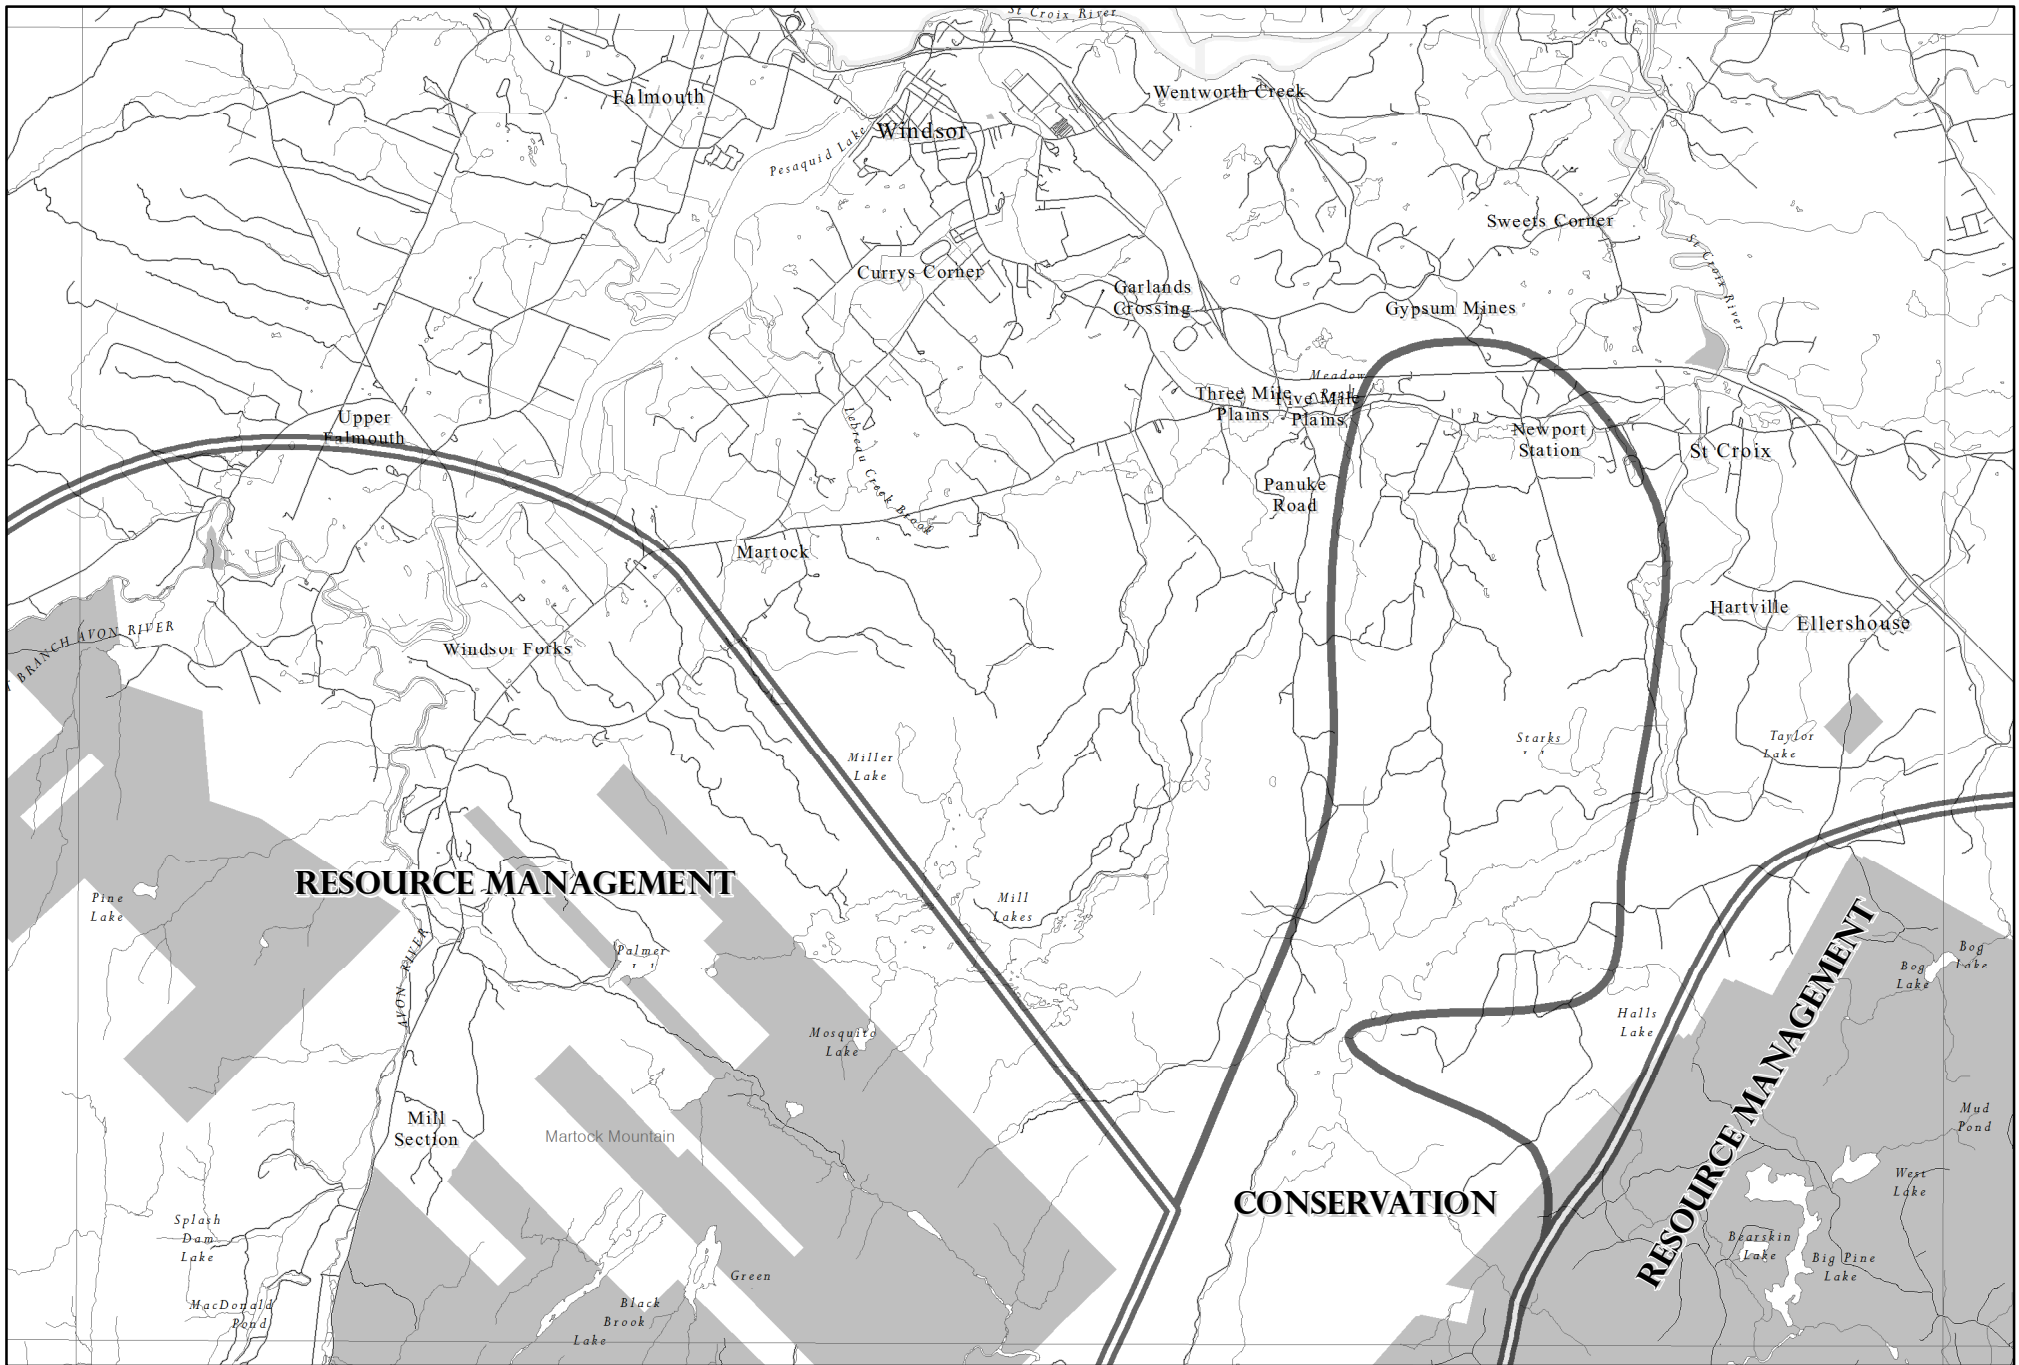 St Croix River
Falmouth
Wentworth Creek
Windsor
Pesaquid Lake
Sweets Corner
St Croix River
Currys Corner
Garlands
Crossing
Gypsum Mines
Meadow
Three Mile
Plains
Five Mile
Plains
Upper
Falmouth
Newport
Station
St Croix
Lebreau Creek Brook
Panuke
Road
Martock
Hartville
Ellershouse
BRANCH AVON RIVER
Windsor Forks
Starks
Taylor
Lake
Miller
Lake
RESOURCE MANAGEMENT
Pine
Lake
Mill
Lakes
Palmer
AVON RIVER
Bog
Lake
Bog
Lake
RESOURCE MANAGEMENT
Halls
Lake
Mosquito
Lake
Mill
Section
Martock Mountain
Mud
Pond
West
Lake
CONSERVATION
Splash
Dam
Lake
Bearskin
Lake
Big Pine
Lake
Green
MacDonald
Pond
Black
Brook
Lake